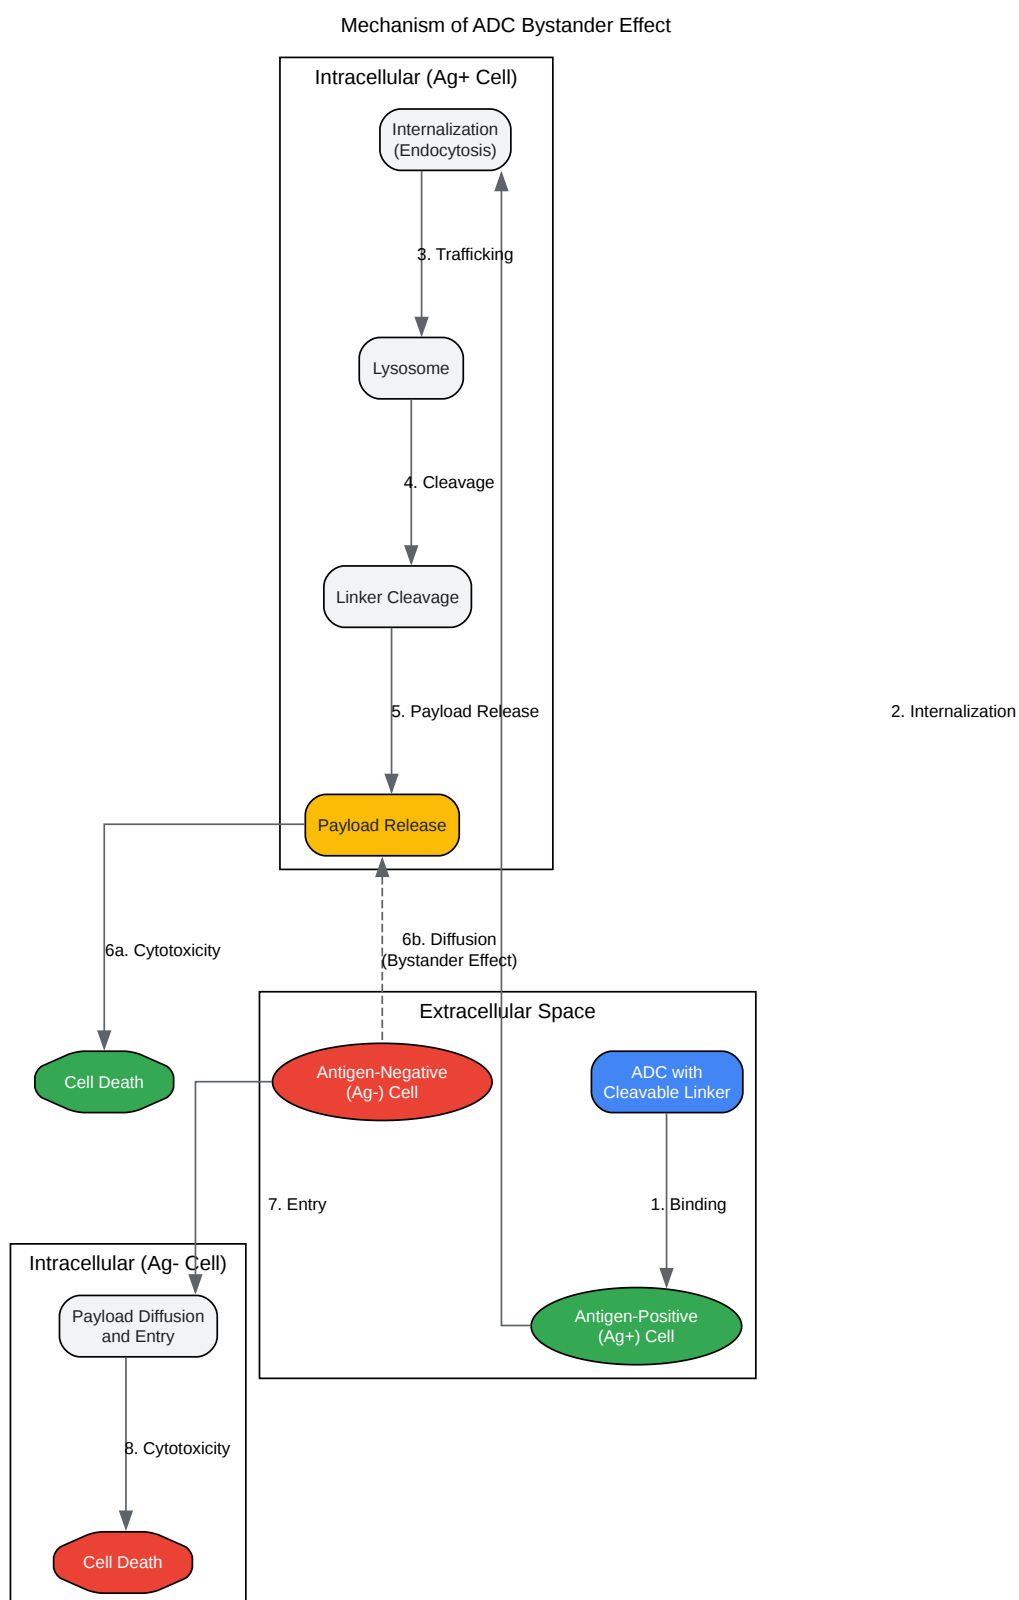 Mechanism of ADC Bystander Effect
Intracellular (Ag+ Cell)
Internalization
(Endocytosis)
3. Trafficking
Lysosome
4. Cleavage
Linker Cleavage
5. Payload Release
2. Internalization
Payload Release
6a. Cytotoxicity
6b. Diffusion
(Bystander Effect)
Extracellular Space
Cell Death
Antigen-Negative
(Ag-) Cell
ADC with
Cleavable Linker
7. Entry
1. Binding
Intracellular (Ag- Cell)
Payload Diffusion
and Entry
Antigen-Positive
(Ag+) Cell
8. Cytotoxicity
Cell Death